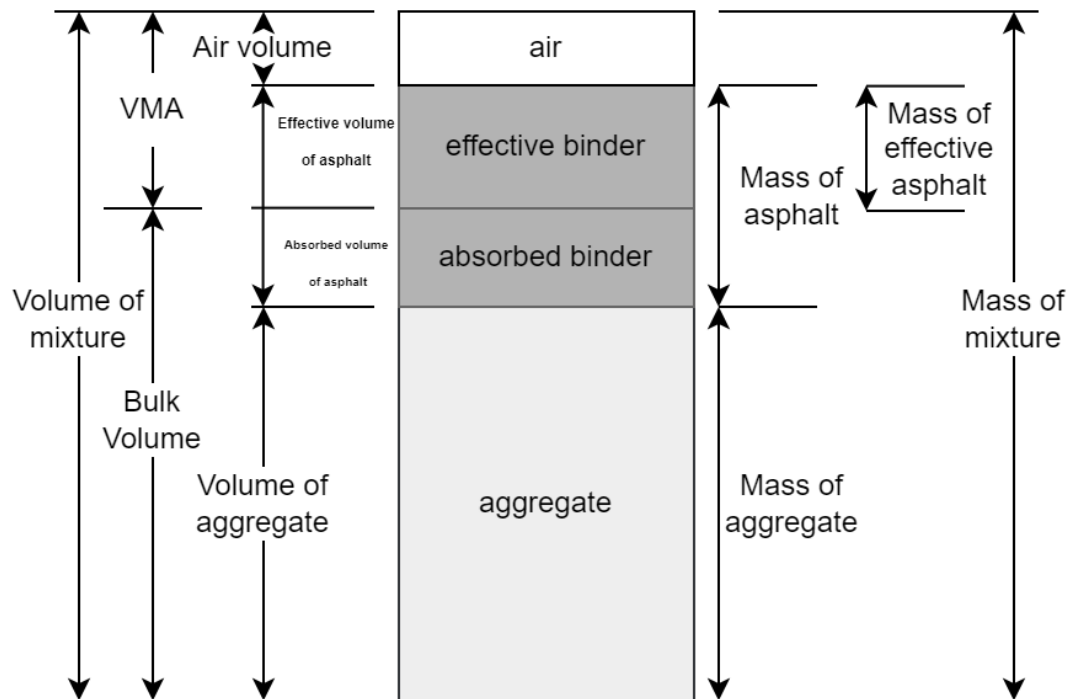 Air volume
air
VMA
Effective volume
of asphalt
effective binder
Mass of
effective
asphalt
Mass of
asphalt
Absorbed volume
of asphalt
absorbed binder
Volume of
mixture
Mass of
mixture
Bulk
Volume
Volume of
aggregate
aggregate
Mass of
aggregate